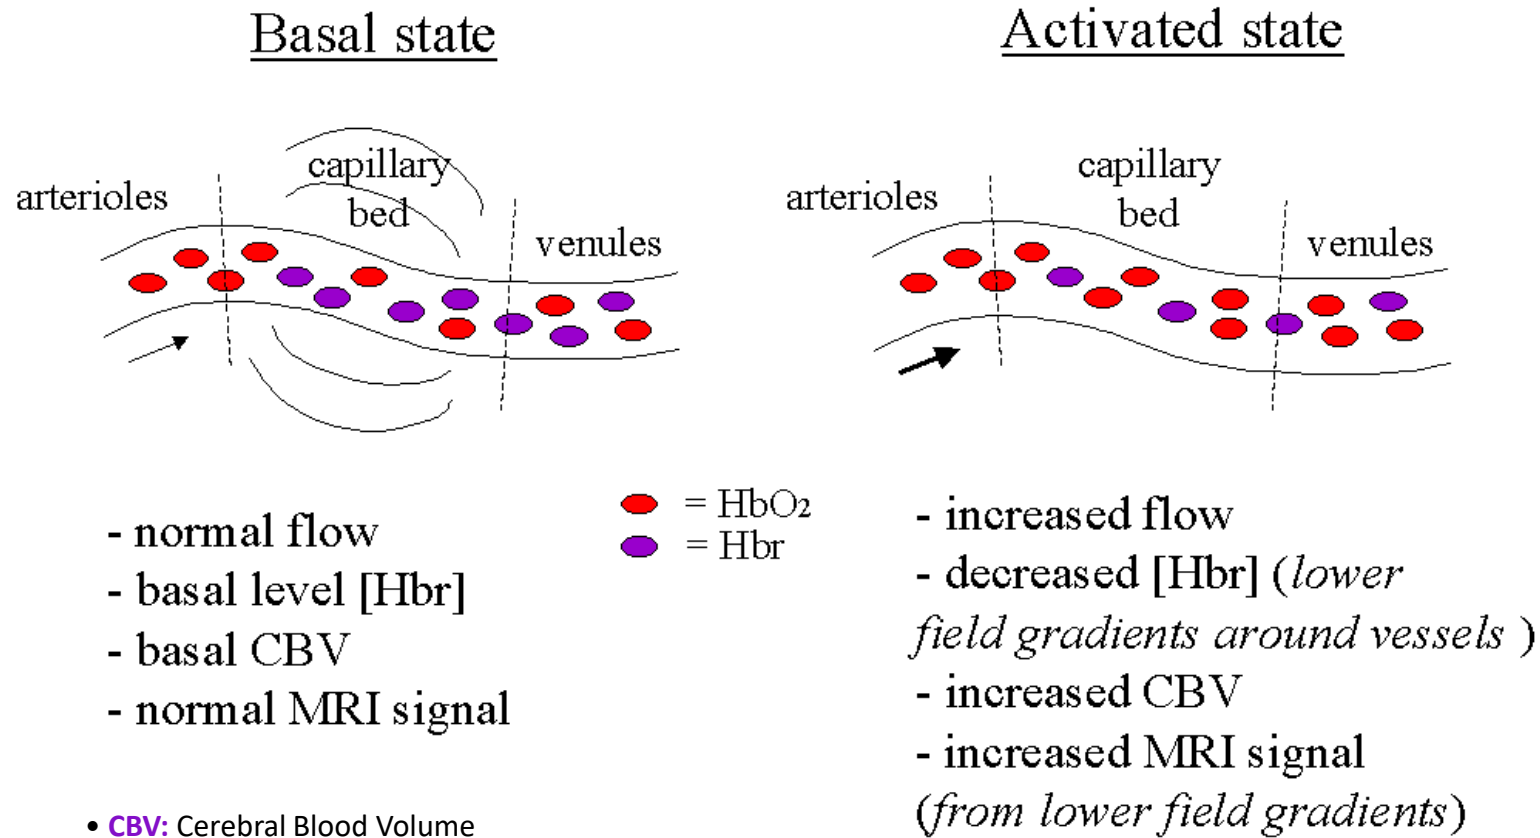 Basal state
arterioles
capillary
bed
venules
- normal flow
- basal level [Hbr]
- basal CBV
- normal MRI signal
• CBV: Cerebral Blood Volume
= HbO₂
= Hbr
Activated state
arterioles
capillary
bed
venules
- increased flow
- decreased [Hbr] (lower
field gradients around vessels )
- increased CBV
- increased MRI signal
(from lower field gradients)